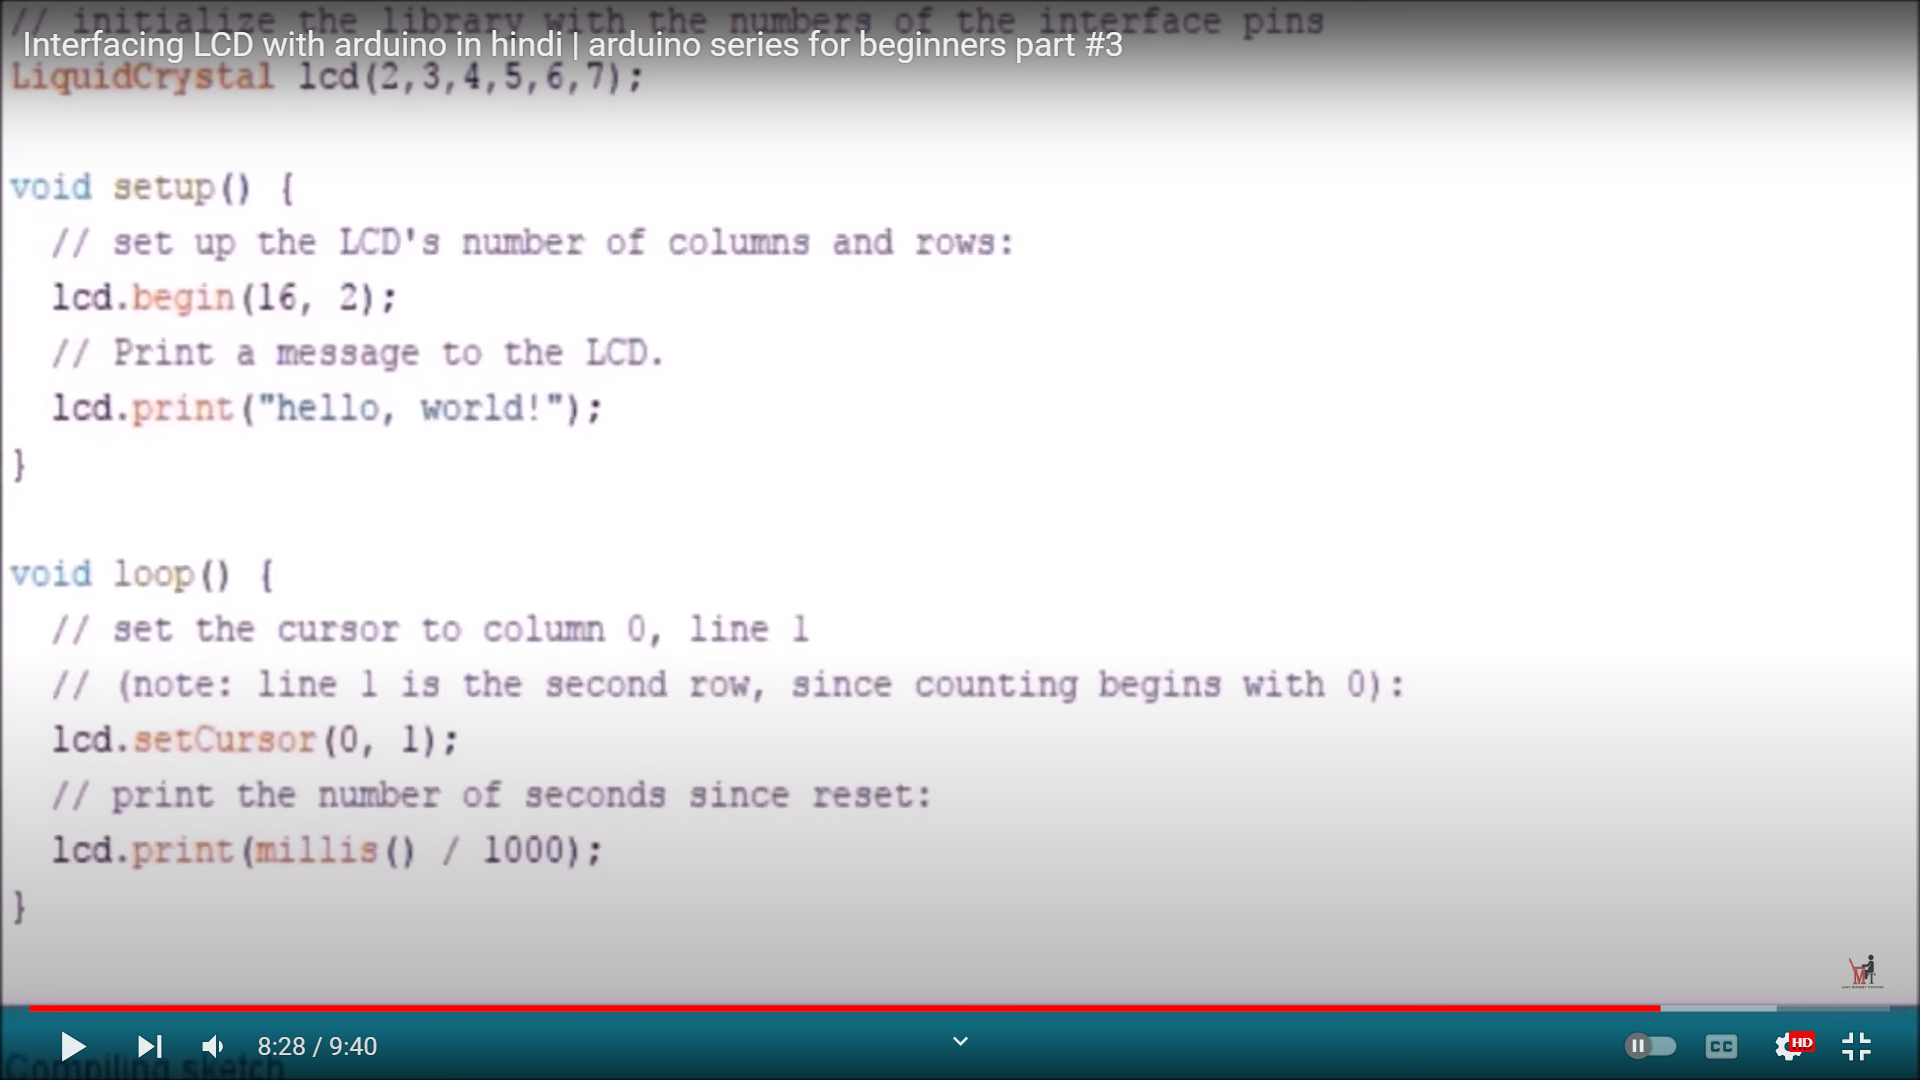 // initialize the library with the numbers of the interface pins
Interfacing LCD with arduino in hindi | arduino series for beginners part #3
LiquidCrystal lcd(2,3,4,5,6,7);
void setup() {
// set up the LCD's number of columns and rows:
lcd.begin(16, 2);
// Print a message to the LCD.
lcd.print("hello, world!");
}
void loop() {
// set the cursor to column 0, line 1
// (note: line 1 is the second row, since counting begins with 0):
lcd.setCursor(0, 1);
// print the number of seconds since reset:
lcd.print(millis() / 1000);
}
8:28 / 9:40
CC
HD
Compiling sketch